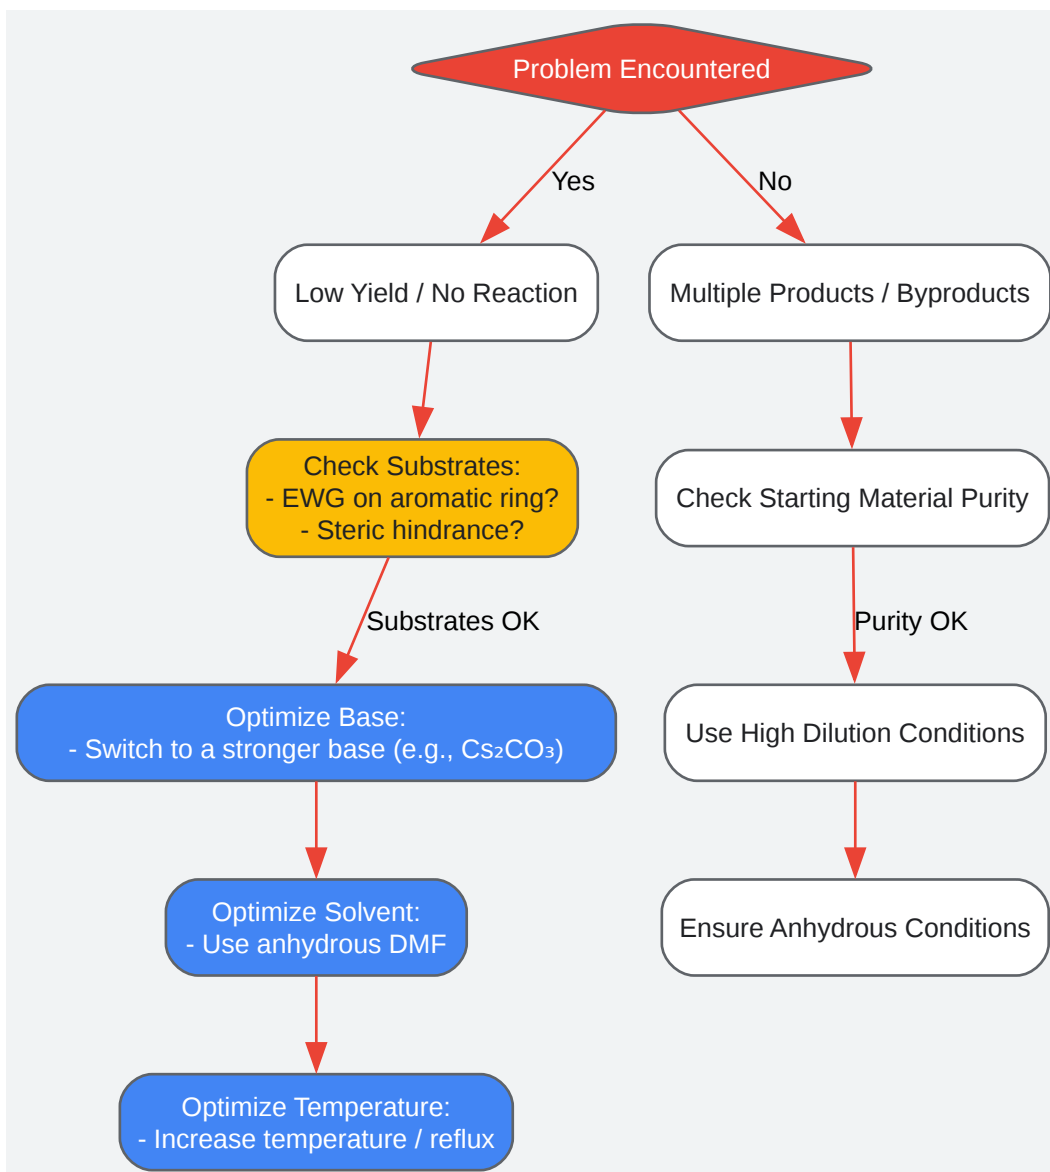 Problem Encountered
Yes
No
Low Yield / No Reaction
Multiple Products / Byproducts
Check Substrates:
- EWG on aromatic ring?
- Steric hindrance?
Check Starting Material Purity
Substrates OK
Purity OK
Optimize Base:
- Switch to a stronger base (e.g., Cs₂CO₃)
Use High Dilution Conditions
Optimize Solvent:
- Use anhydrous DMF
Ensure Anhydrous Conditions
Optimize Temperature:
- Increase temperature / reflux